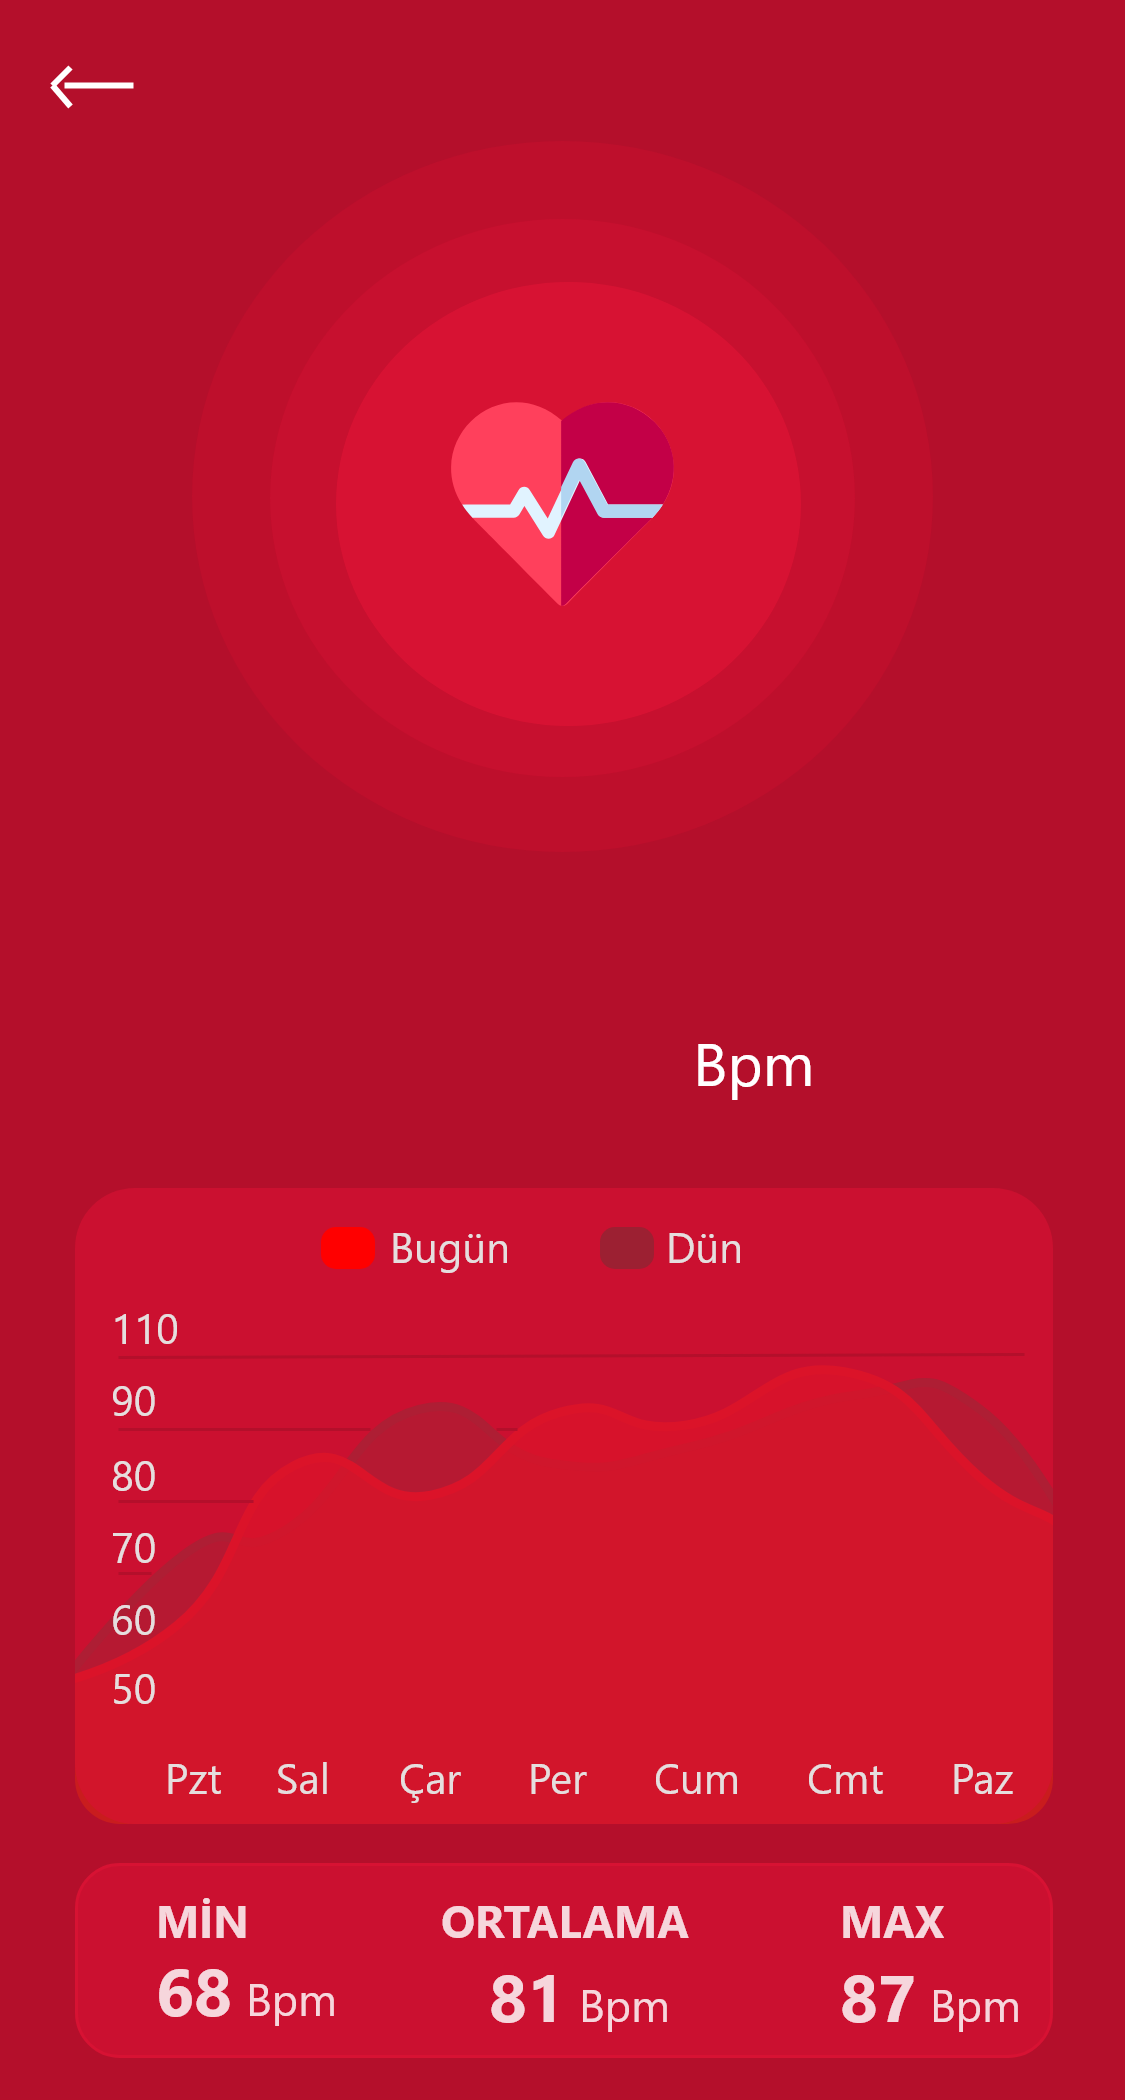 Bpm
Bugün Dün
110
90
80
70
60
50
Pzt Sal Çar Per Cum Cmt Paz
MİN ORTALAMA MAX
68 Bpm 81 Bpm 87 Bpm